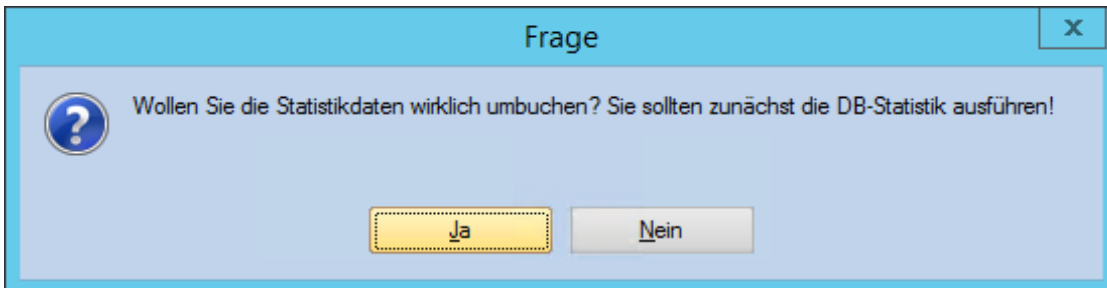 Frage
x
Wollen Sie die Statistikdaten wirklich umbuchen? Sie sollten zunächst die DB-Statistik ausführen!
?
Ja
Nein